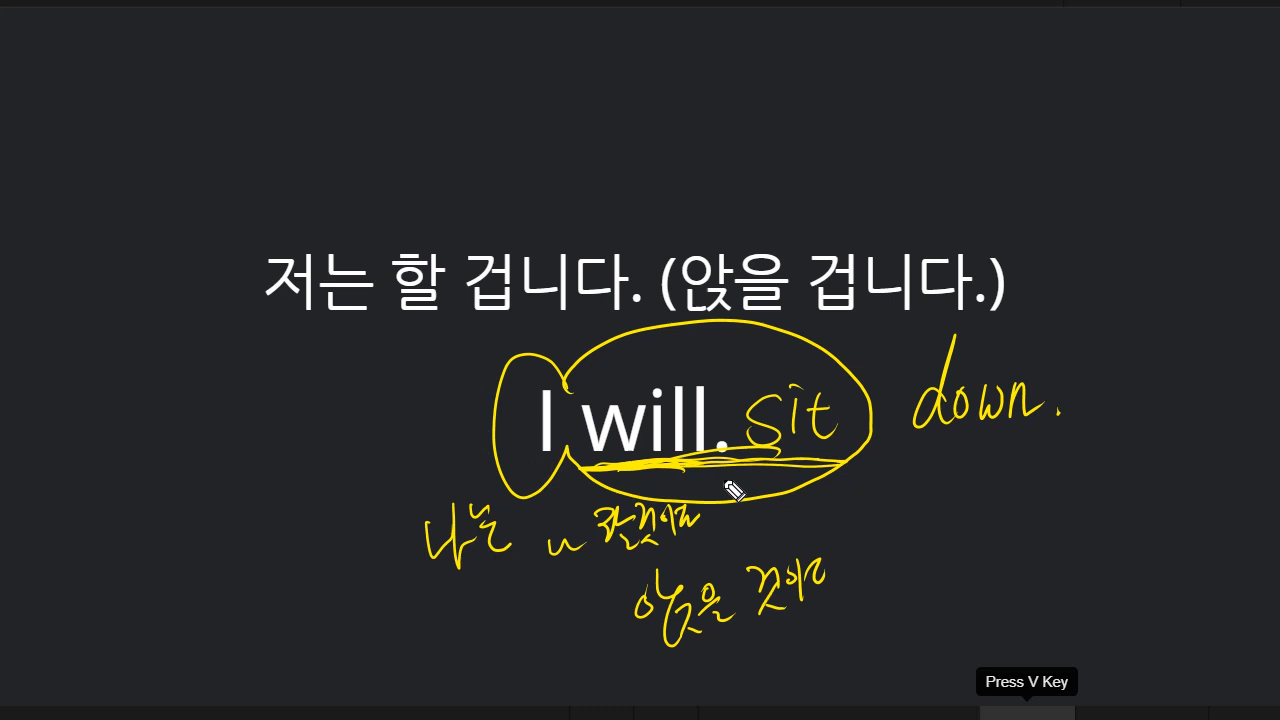 저는 할 겁니다. (앉을 겁니다.)
I will. sit down.
나는 ~ 할것이다
앉을 것이다
Press V Key